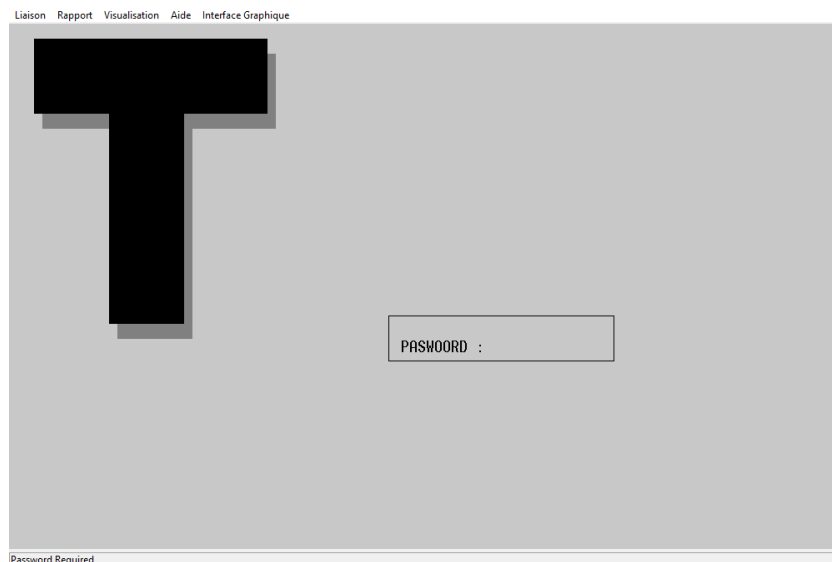 Liaison Rapport Visualisation Aide Interface Graphique
T
PASWOORD :
Password Required